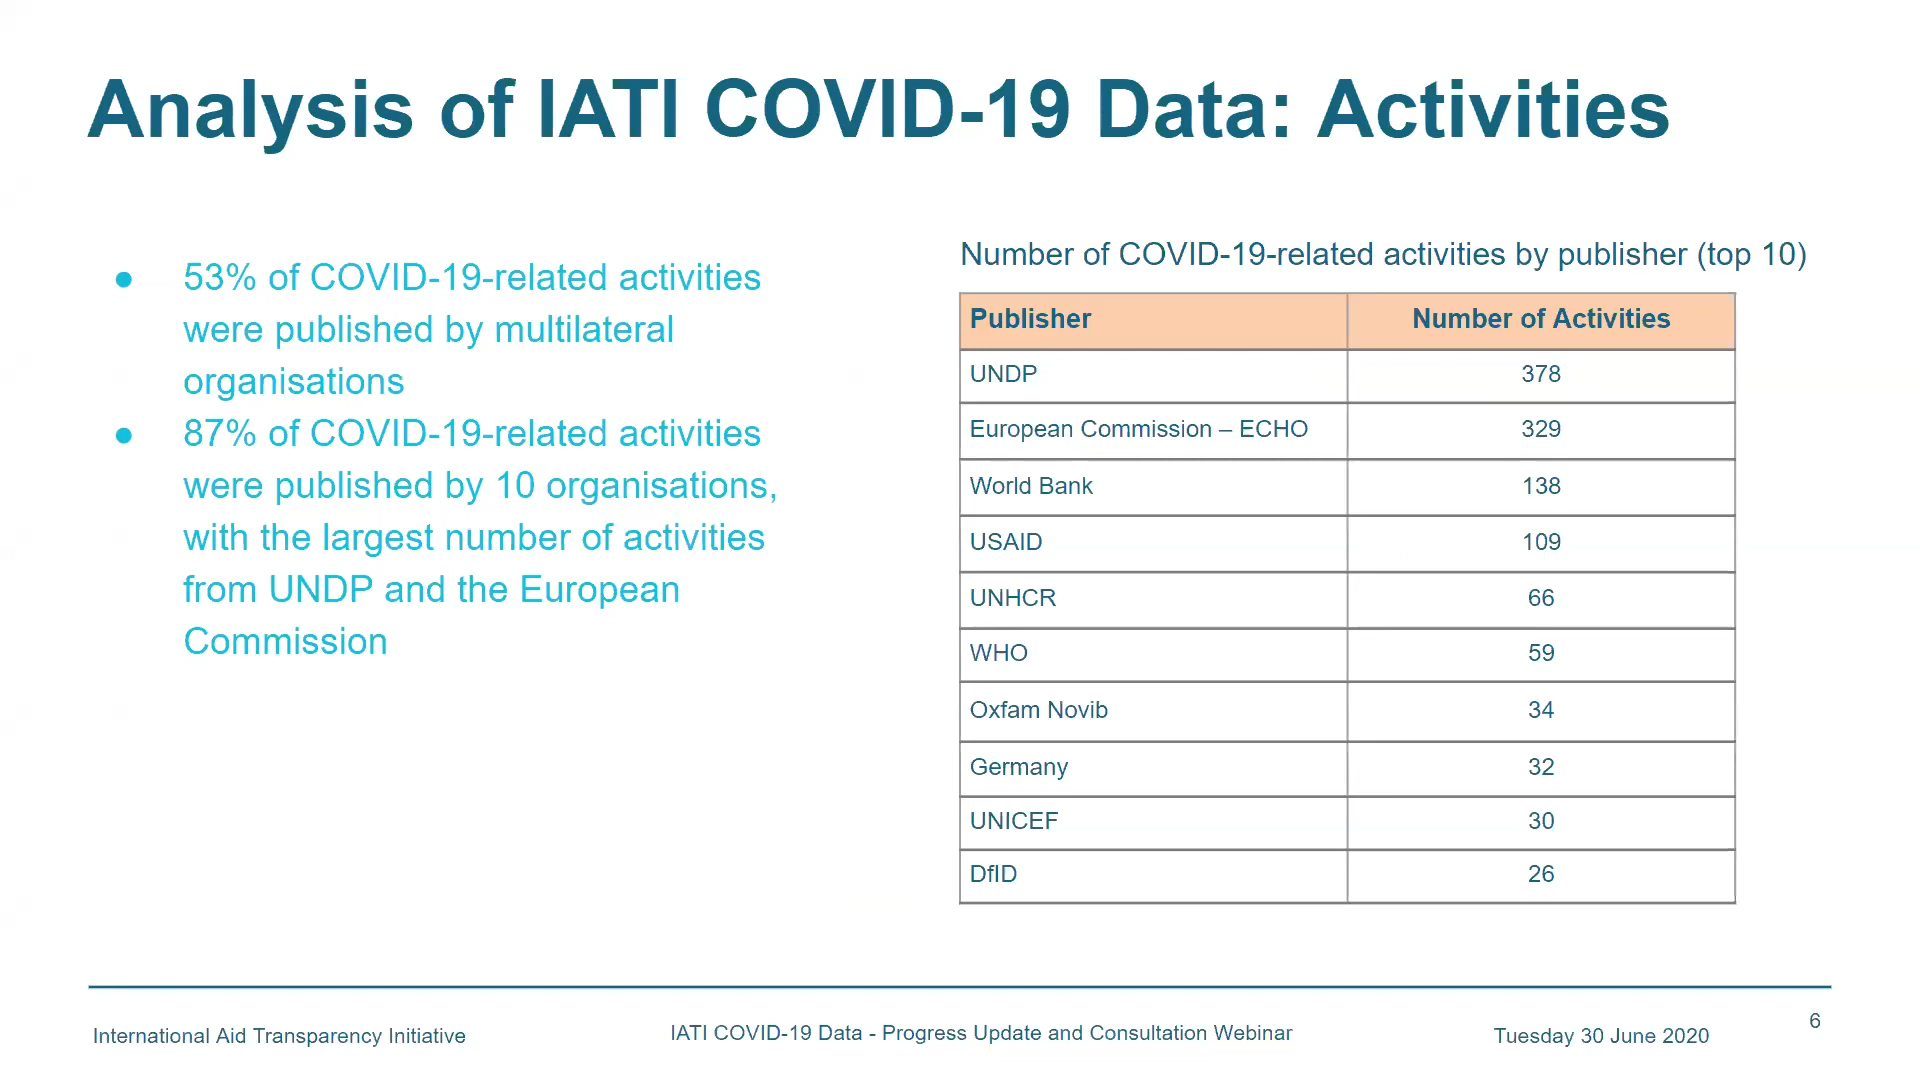 Analysis of IATI COVID-19 Data: Activities
● 53% of COVID-19-related activities
were published by multilateral
organisations
● 87% of COVID-19-related activities
were published by 10 organisations,
with the largest number of activities
from UNDP and the European
Commission
Number of COVID-19-related activities by publisher (top 10)
Publisher Number of Activities
UNDP 378
European Commission – ECHO 329
World Bank 138
USAID 109
UNHCR 66
WHO 59
Oxfam Novib 34
Germany 32
UNICEF 30
DfID 26
International Aid Transparency Initiative
IATI COVID-19 Data - Progress Update and Consultation Webinar
Tuesday 30 June 2020
6